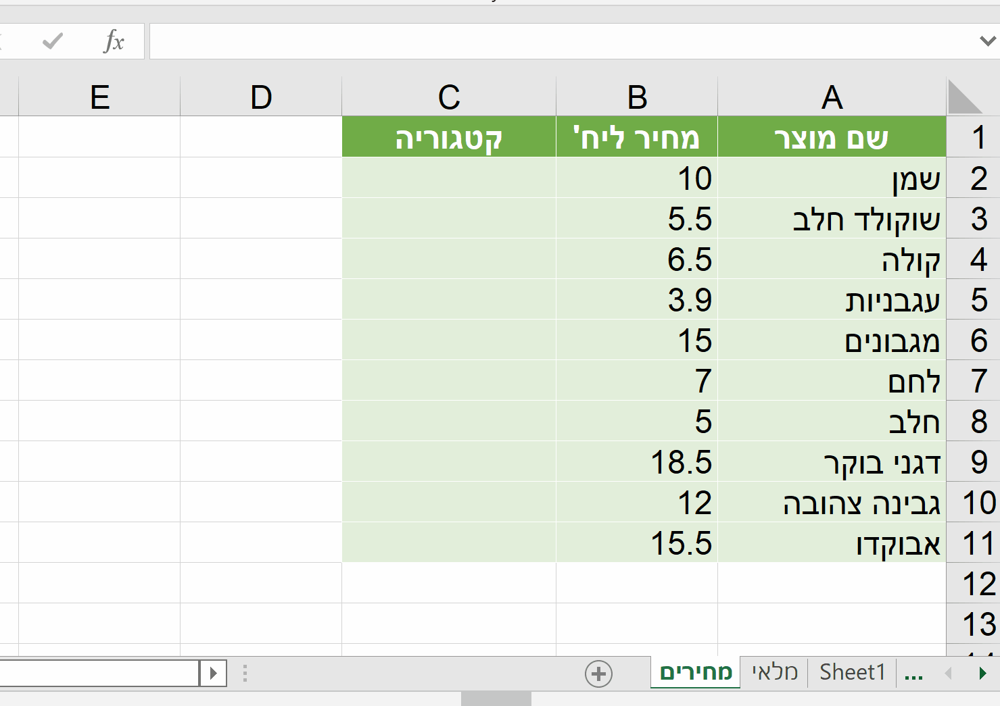 fx
A B C D E
1 שם מוצר מחיר ליח' קטגוריה
2 שמן 10
3 שוקולד חלב 5.5
4 קולה 6.5
5 עגבניות 3.9
6 מגבונים 15
7 לחם 7
8 חלב 5
9 דגני בוקר 18.5
10 גבינה צהובה 12
11 אבוקדו 15.5
12
13
... Sheet1 מלאי מחירים